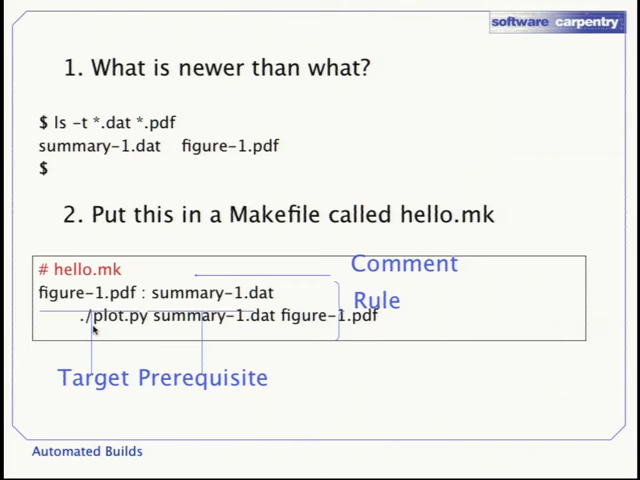 software carpentry
1. What is newer than what?
$ ls -t *.dat *.pdf
summary-1.dat figure-1.pdf
$
2. Put this in a Makefile called hello.mk
# hello.mk
Comment
figure-1.pdf : summary-1.dat
Rule
./plot.py summary-1.dat figure-1.pdf
Target Prerequisite
Automated Builds